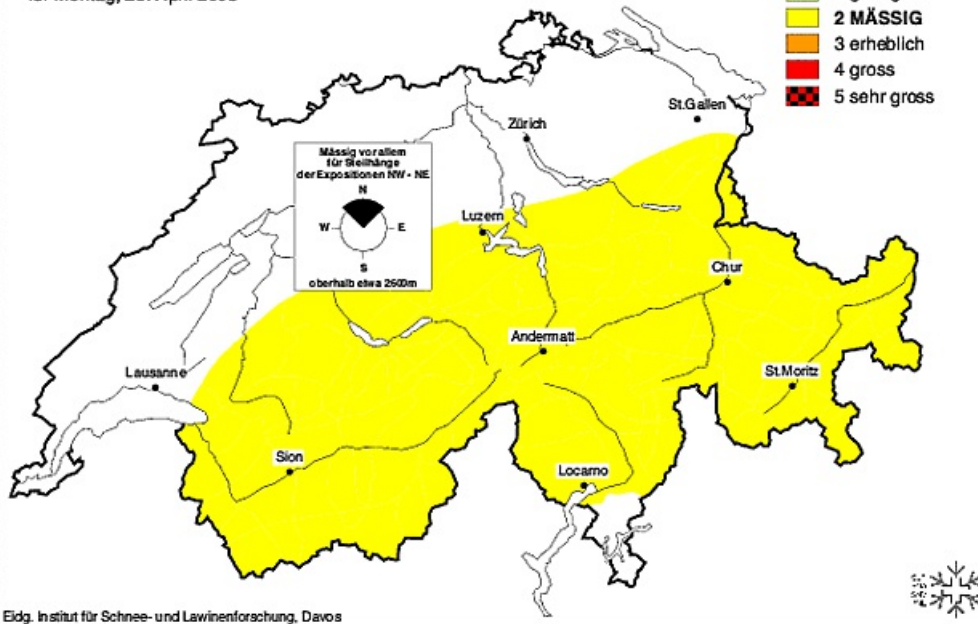 2 MÄSSIG
3 erheblich
4 gross
5 sehr gross
St.Gallen
Zürich
Mässig vor allem
für Steilhänge
der Expositionen NW - NE
N
W E
S
oberhalb etwa 2600m
Luzern
Chur
Andermatt
Lausanne
St.Moritz
Sion
Locarno
Eidg. Institut für Schnee- und Lawinenforschung, Davos